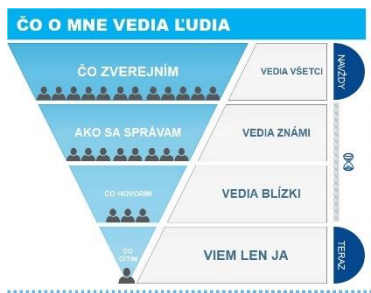 ČO O MNE VEDIA ĽUDIA
ČO ZVEREJNÍM
VEDIA VŠETCI
NAVŽDY
AKO SA SPRÁVAM
VEDIA ZNÁMI
ČO HOVORÍM
VEDIA BLÍZKI
ČO
CÍTIM
VIEM LEN JA
TERAZ